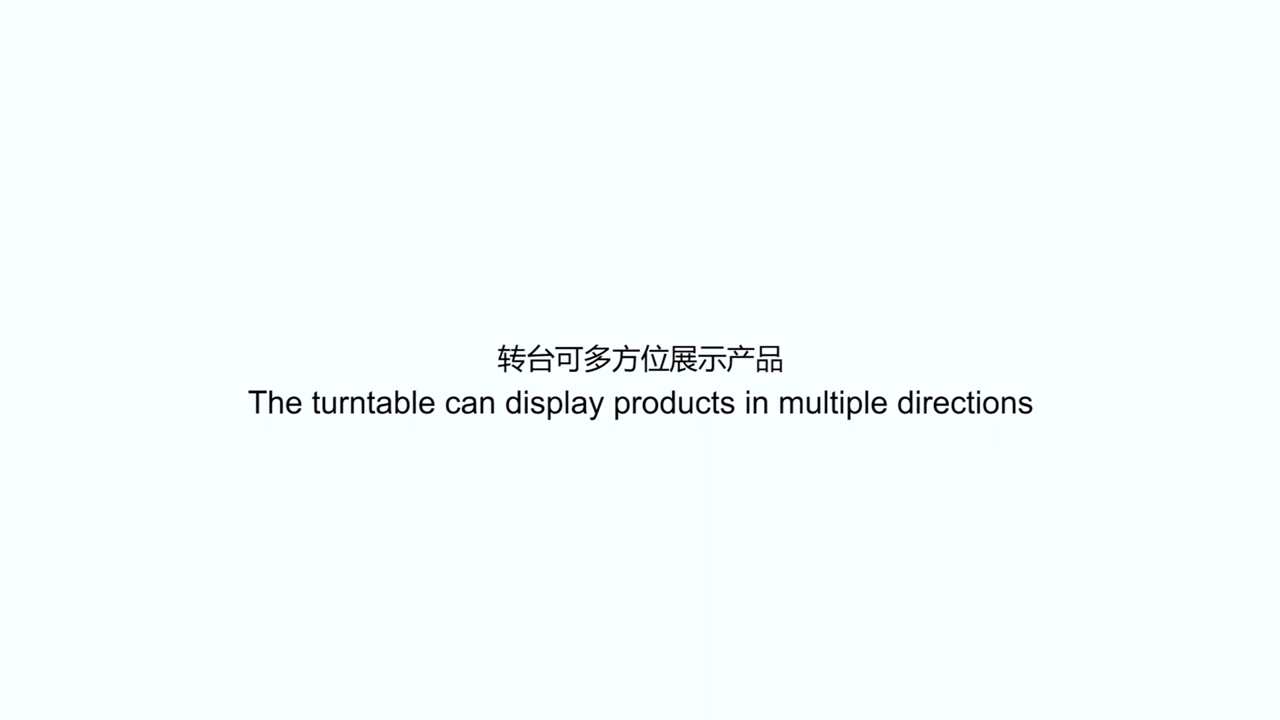 转台可多方位展示产品
The turntable can display products in multiple directions